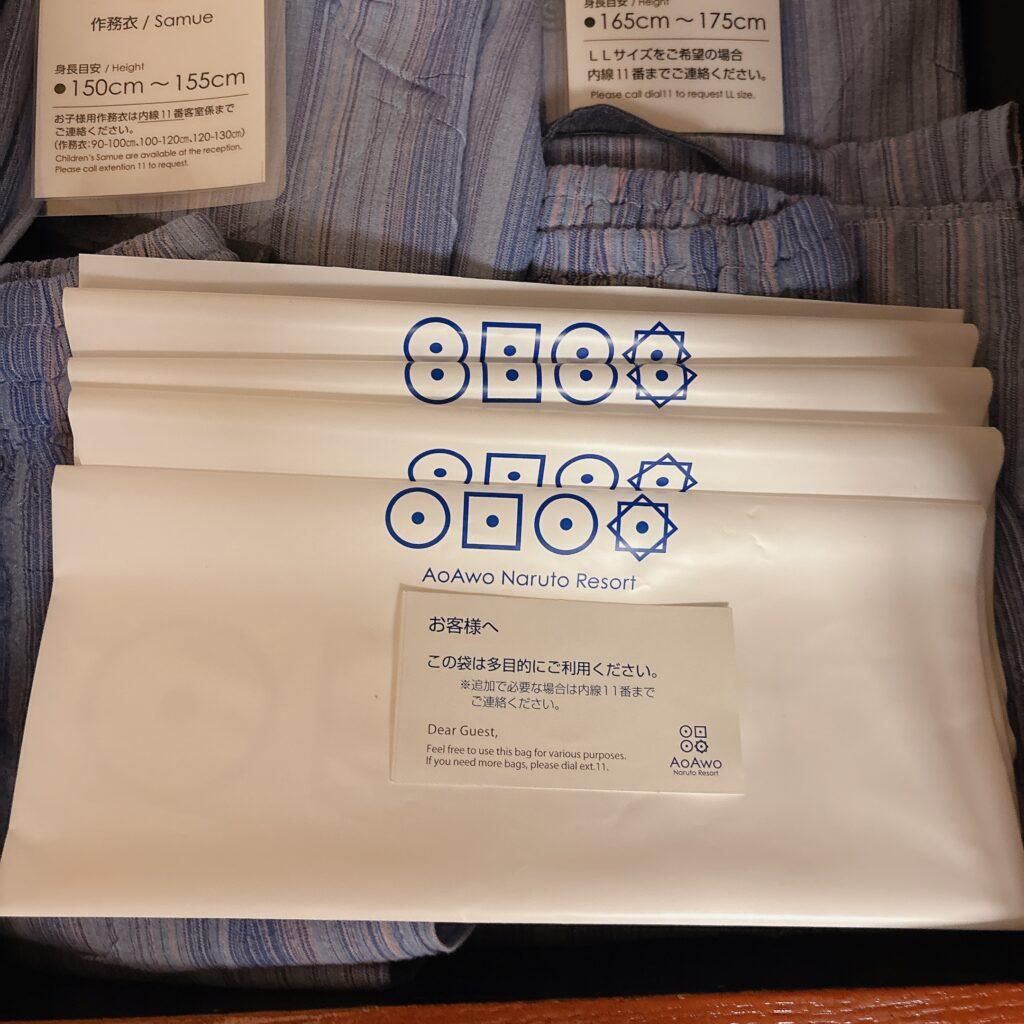 作務衣 / Samue
身長目安 / Height
●150cm ～ 155cm
お子様用作務衣は内線11番客室係まで
ご連絡ください。
(作務衣:90-100㎝,100-120㎝,120-130㎝)
Children's Samue are available at the reception.
Please call extention 11 to request.
身長目安 / Height
●165cm ～ 175cm
ＬＬサイズをご希望の場合
内線11番までご連絡ください。
Please call dial11 to request LL size.
AoAwo Naruto Resort
お客様へ
この袋は多目的にご利用ください。
※追加で必要な場合は内線11番まで
ご連絡ください。
Dear Guest,
Feel free to use this bag for various purposes.
If you need more bags, please dial ext.11.
AoAwo
Naruto Resort